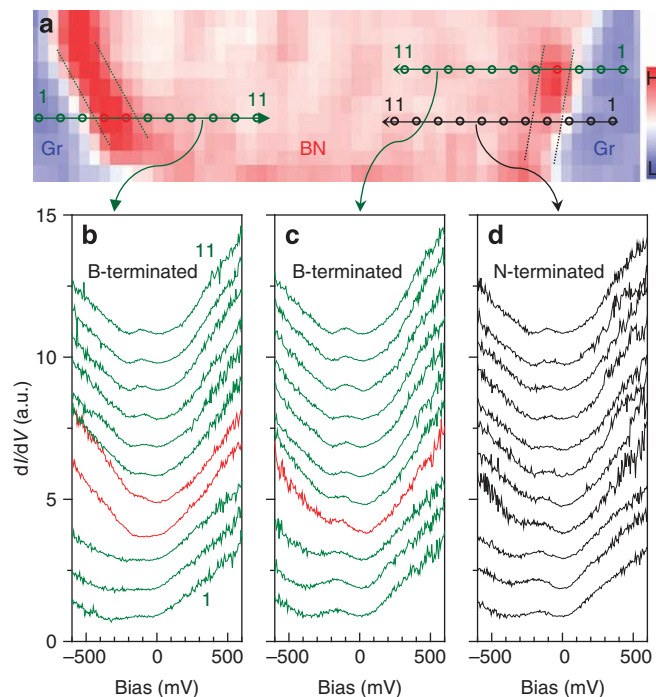 a
H
L
1
11
11
1
11
1
Gr
BN
Gr
15
10
5
0
dI/dV (a.u.)
b
11
B-terminated
1
−500 0 500
Bias (mV)
c
B-terminated
−500 0 500
Bias (mV)
d
N-terminated
−500 0 500
Bias (mV)